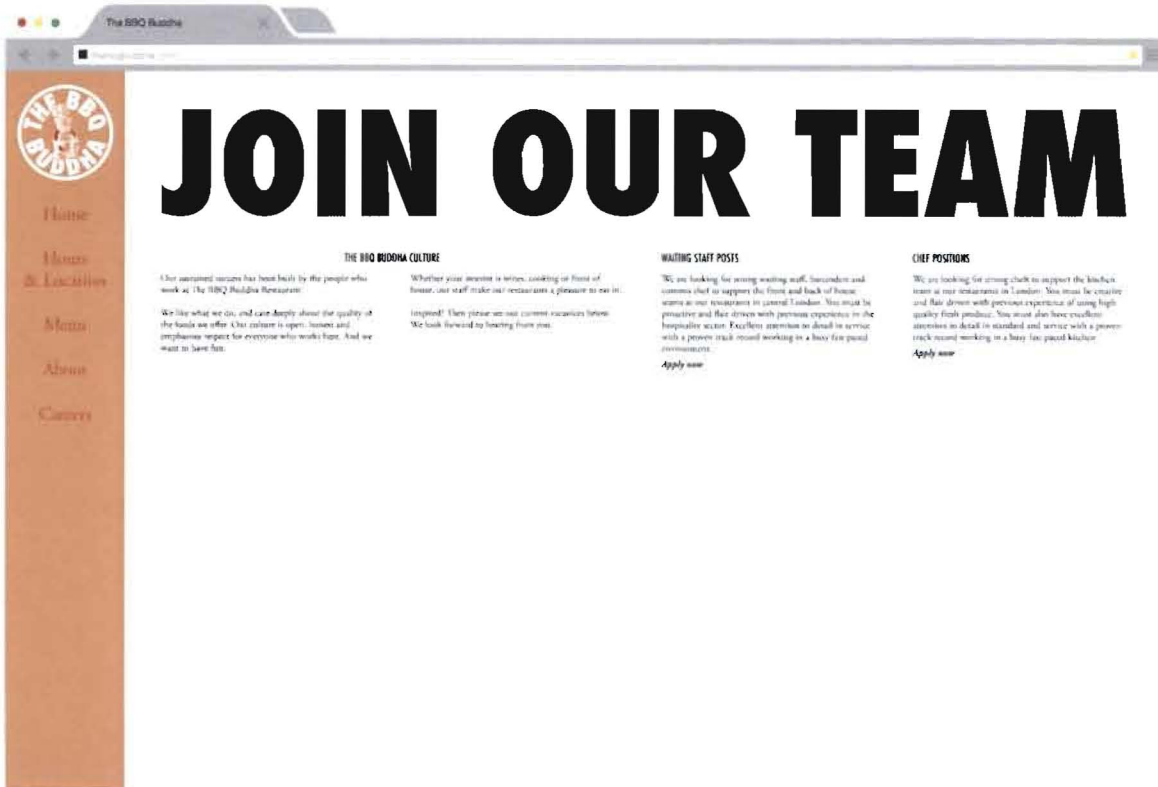 The BBQ Buddha
THE BBQ
BUDDHA
Home
Hours
& Location
Menu
About
Careers
JOIN OUR TEAM
THE BBQ BUDDHA CULTURE
Our sustained success has been built by the people who
work at The BBQ Buddha Restaurant.
We like what we do, and care deeply about the quality of
the foods we offer. Our culture is open, honest and
emphasises respect for everyone who works here. And we
want to have fun.
Whether your interest is wines, cooking or front of
house, our staff make our restaurants a pleasure to eat in.
Inspired? Then please see our current vacancies below.
We look forward to hearing from you.
WAITING STAFF POSTS
We are looking for strong waiting staff, bartenders and
commis chef to support the front and back of house
teams at our restaurant in central London. You must be
proactive and flair driven with previous experience in the
hospitality sector. Excellent attention to detail in service
with a proven track record working in a busy fast paced
environment.
Apply now
CHEF POSITIONS
We are looking for strong chefs to support the kitchen
team at our restaurants in London. You must be creative
and flair driven with previous experience of using high
quality fresh produce. You must also have excellent
attention to detail in standard and service with a proven
track record working in a busy fast paced kitchen
Apply now